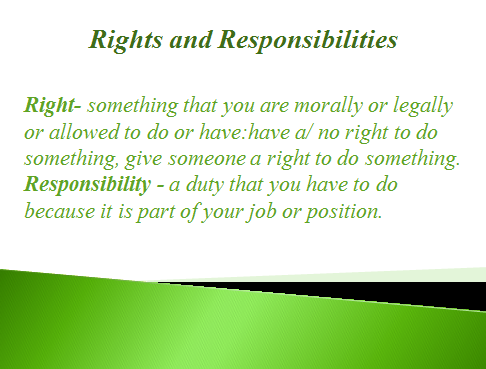 Rights and Responsibilities
Right- something that you are morally or legally
or allowed to do or have:have a/ no right to do
something, give someone a right to do something.
Responsibility - a duty that you have to do
because it is part of your job or position.